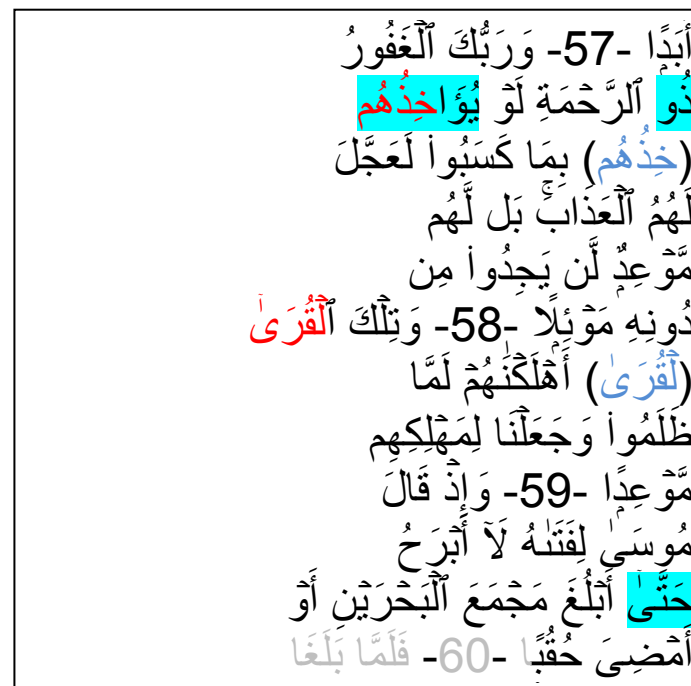 أَبَدًۭا -57- وَرَبُّكَ ٱلْغَفُورُ
ذُو ٱلرَّحْمَةِ لَوْ يُؤَاخِذُهُم
(خِذُهُم) بِمَا كَسَبُوا۟ لَعَجَّلَ
لَهُمُ ٱلْعَذَابَ ۚ بَل لَّهُم
مَّوْعِدٌۭ لَّن يَجِدُوا۟ مِن
دُونِهِ مَوْئِلًۭا -58- وَتِلْكَ ٱلْقُرَىٰٓ
(لْقُرَىٰ) أَهْلَكْنَٰهُمْ لَمَّا
ظَلَمُوا۟ وَجَعَلْنَا لِمَهْلِكِهِم
مَّوْعِدًۭا -59- وَإِذْ قَالَ
مُوسَىٰ لِفَتَىٰهُ لَآ أَبْرَحُ
حَتَّىٰٓ أَبْلُغَ مَجْمَعَ ٱلْبَحْرَيْنِ أَوْ
أَمْضِىَ حُقُبًۭا -60- فَلَمَّا بَلَغَا